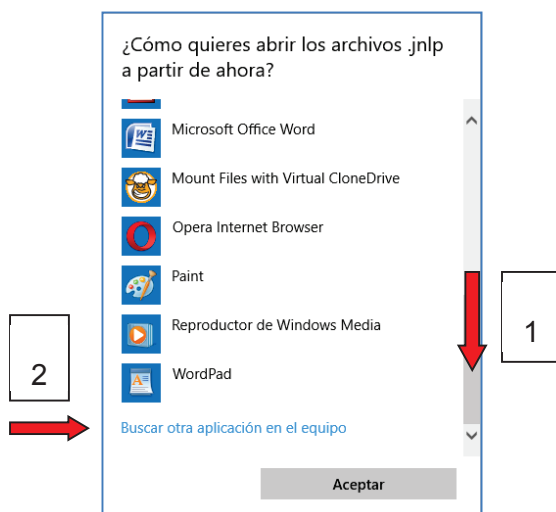 ¿Cómo quieres abrir los archivos .jnlp
a partir de ahora?
Microsoft Office Word
Mount Files with Virtual CloneDrive
Opera Internet Browser
Paint
Reproductor de Windows Media
WordPad
Buscar otra aplicación en el equipo
Aceptar
1
2